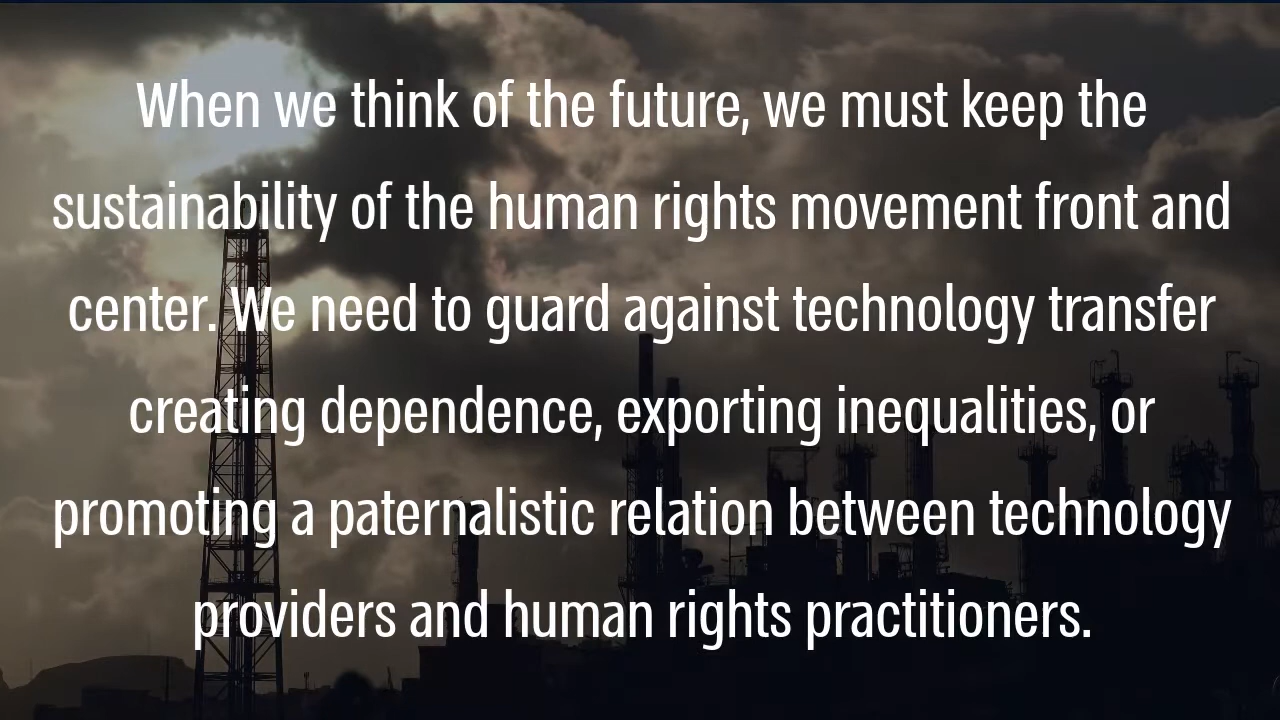 When we think of the future, we must keep the
sustainability of the human rights movement front and
center. We need to guard against technology transfer
creating dependence, exporting inequalities, or
promoting a paternalistic relation between technology
providers and human rights practitioners.